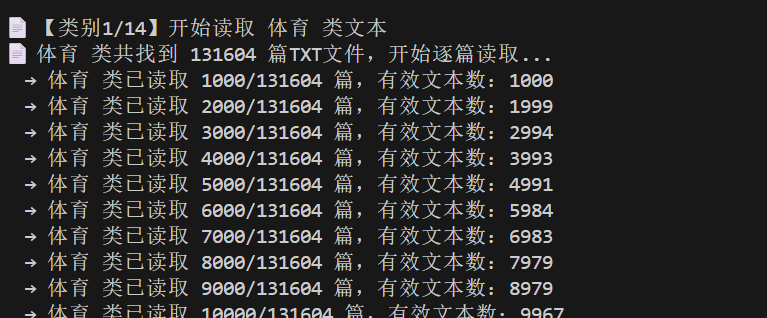 【类别1/14】开始读取 体育 类文本
体育 类共找到 131604 篇TXT文件，开始逐篇读取...
→ 体育 类已读取 1000/131604 篇，有效文本数：1000
→ 体育 类已读取 2000/131604 篇，有效文本数：1999
→ 体育 类已读取 3000/131604 篇，有效文本数：2994
→ 体育 类已读取 4000/131604 篇，有效文本数：3993
→ 体育 类已读取 5000/131604 篇，有效文本数：4991
→ 体育 类已读取 6000/131604 篇，有效文本数：5984
→ 体育 类已读取 7000/131604 篇，有效文本数：6983
→ 体育 类已读取 8000/131604 篇，有效文本数：7979
→ 体育 类已读取 9000/131604 篇，有效文本数：8979
→ 体育 类已读取 10000/131604 篇，有效文本数：9967